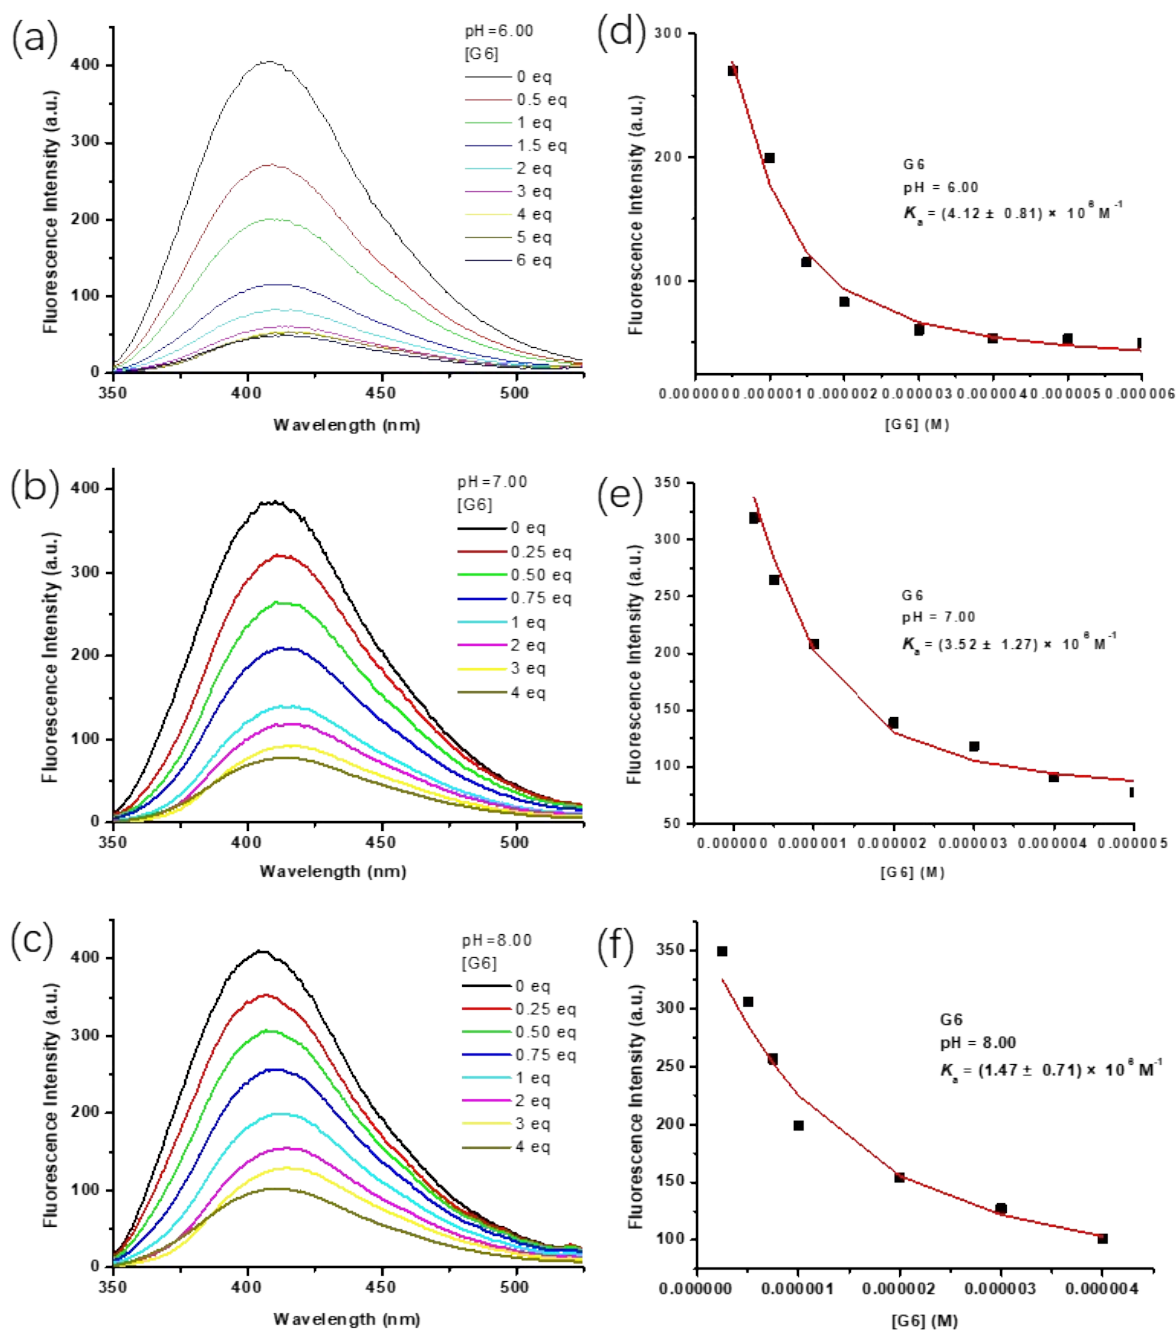 (a)
pH=6.00
[G6]
0 eq
0.5 eq
1 eq
1.5 eq
2 eq
3 eq
4 eq
5 eq
6 eq
400
300
200
100
0
350 400 450 500
Fluorescence Intensity (a.u.)
Wavelength (nm)
(d)
300
200
100
G6
pH = 6.00
Ka = (4.12 ± 0.81) × 10^6 M^-1
0.000000 0.000001 0.000002 0.000003 0.000004 0.000005 0.000006
Fluorescence Intensity (a.u.)
[G6] (M)
(b)
pH=7.00
[G6]
0 eq
0.25 eq
0.50 eq
0.75 eq
1 eq
2 eq
3 eq
4 eq
400
300
200
100
0
350 400 450 500
Fluorescence Intensity (a.u.)
Wavelength (nm)
(e)
350
300
250
200
150
100
50
G6
pH = 7.00
Ka = (3.52 ± 1.27) × 10^6 M^-1
0.000000 0.000001 0.000002 0.000003 0.000004 0.000005
Fluorescence Intensity (a.u.)
[G6] (M)
(c)
pH=8.00
[G6]
0 eq
0.25 eq
0.50 eq
0.75 eq
1 eq
2 eq
3 eq
4 eq
400
300
200
100
0
350 400 450 500
Fluorescence Intensity (a.u.)
Wavelength (nm)
(f)
350
300
250
200
150
100
G6
pH = 8.00
Ka = (1.47 ± 0.71) × 10^6 M^-1
0.000000 0.000001 0.000002 0.000003 0.000004
Fluorescence Intensity (a.u.)
[G6] (M)